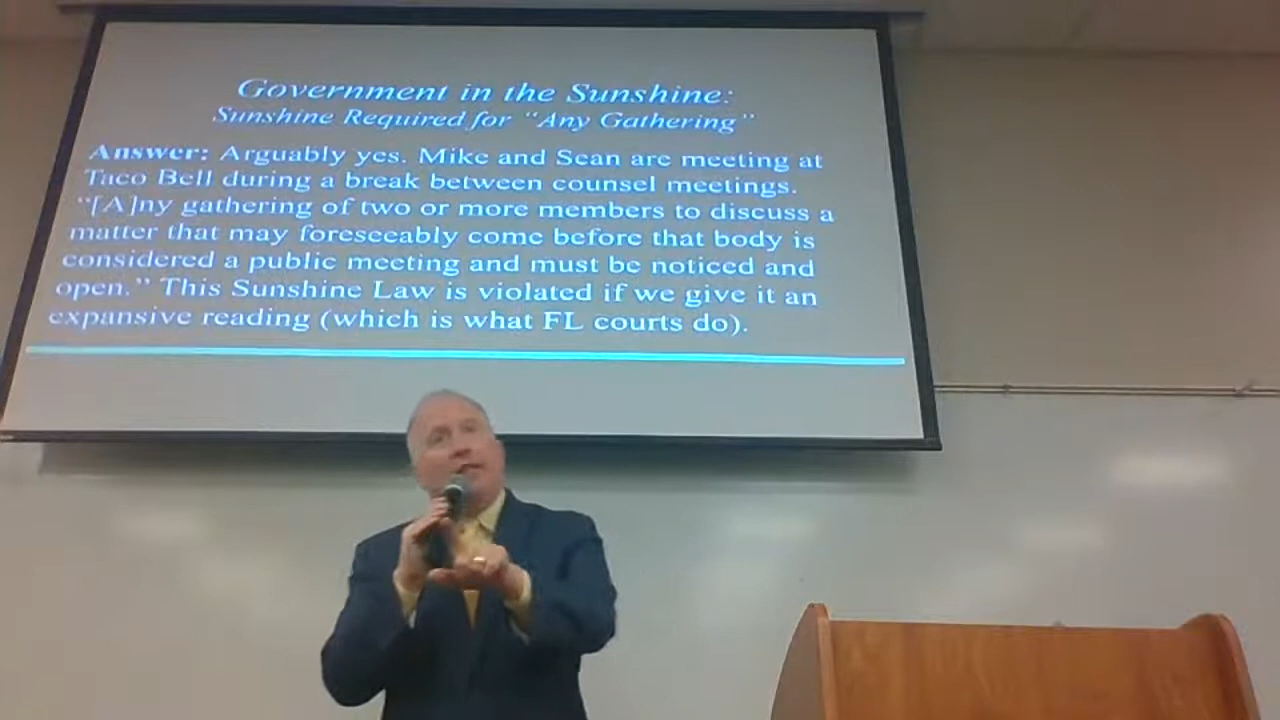 Government in the Sunshine:
Sunshine Required for "Any Gathering"
Answer: Arguably yes. Mike and Sean are meeting at
Taco Bell during a break between counsel meetings.
"[A]ny gathering of two or more members to discuss a
matter that may foreseeably come before that body is
considered a public meeting and must be noticed and
open." This Sunshine Law is violated if we give it an
expansive reading (which is what FL courts do).